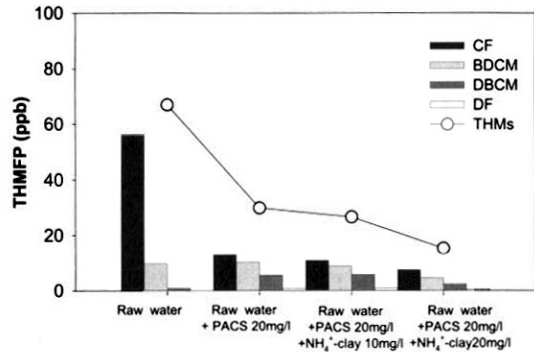 THMFP (ppb)
100
80
60
40
20
0
CF
BDCM
DBCM
DF
THMs
Raw water
Raw water
+ PACS 20mg/l
Raw water
+PACS 20mg/l
+NH₄⁺-clay 10mg/l
Raw water
+PACS 20mg/l
+NH₄⁺-clay20mg/l